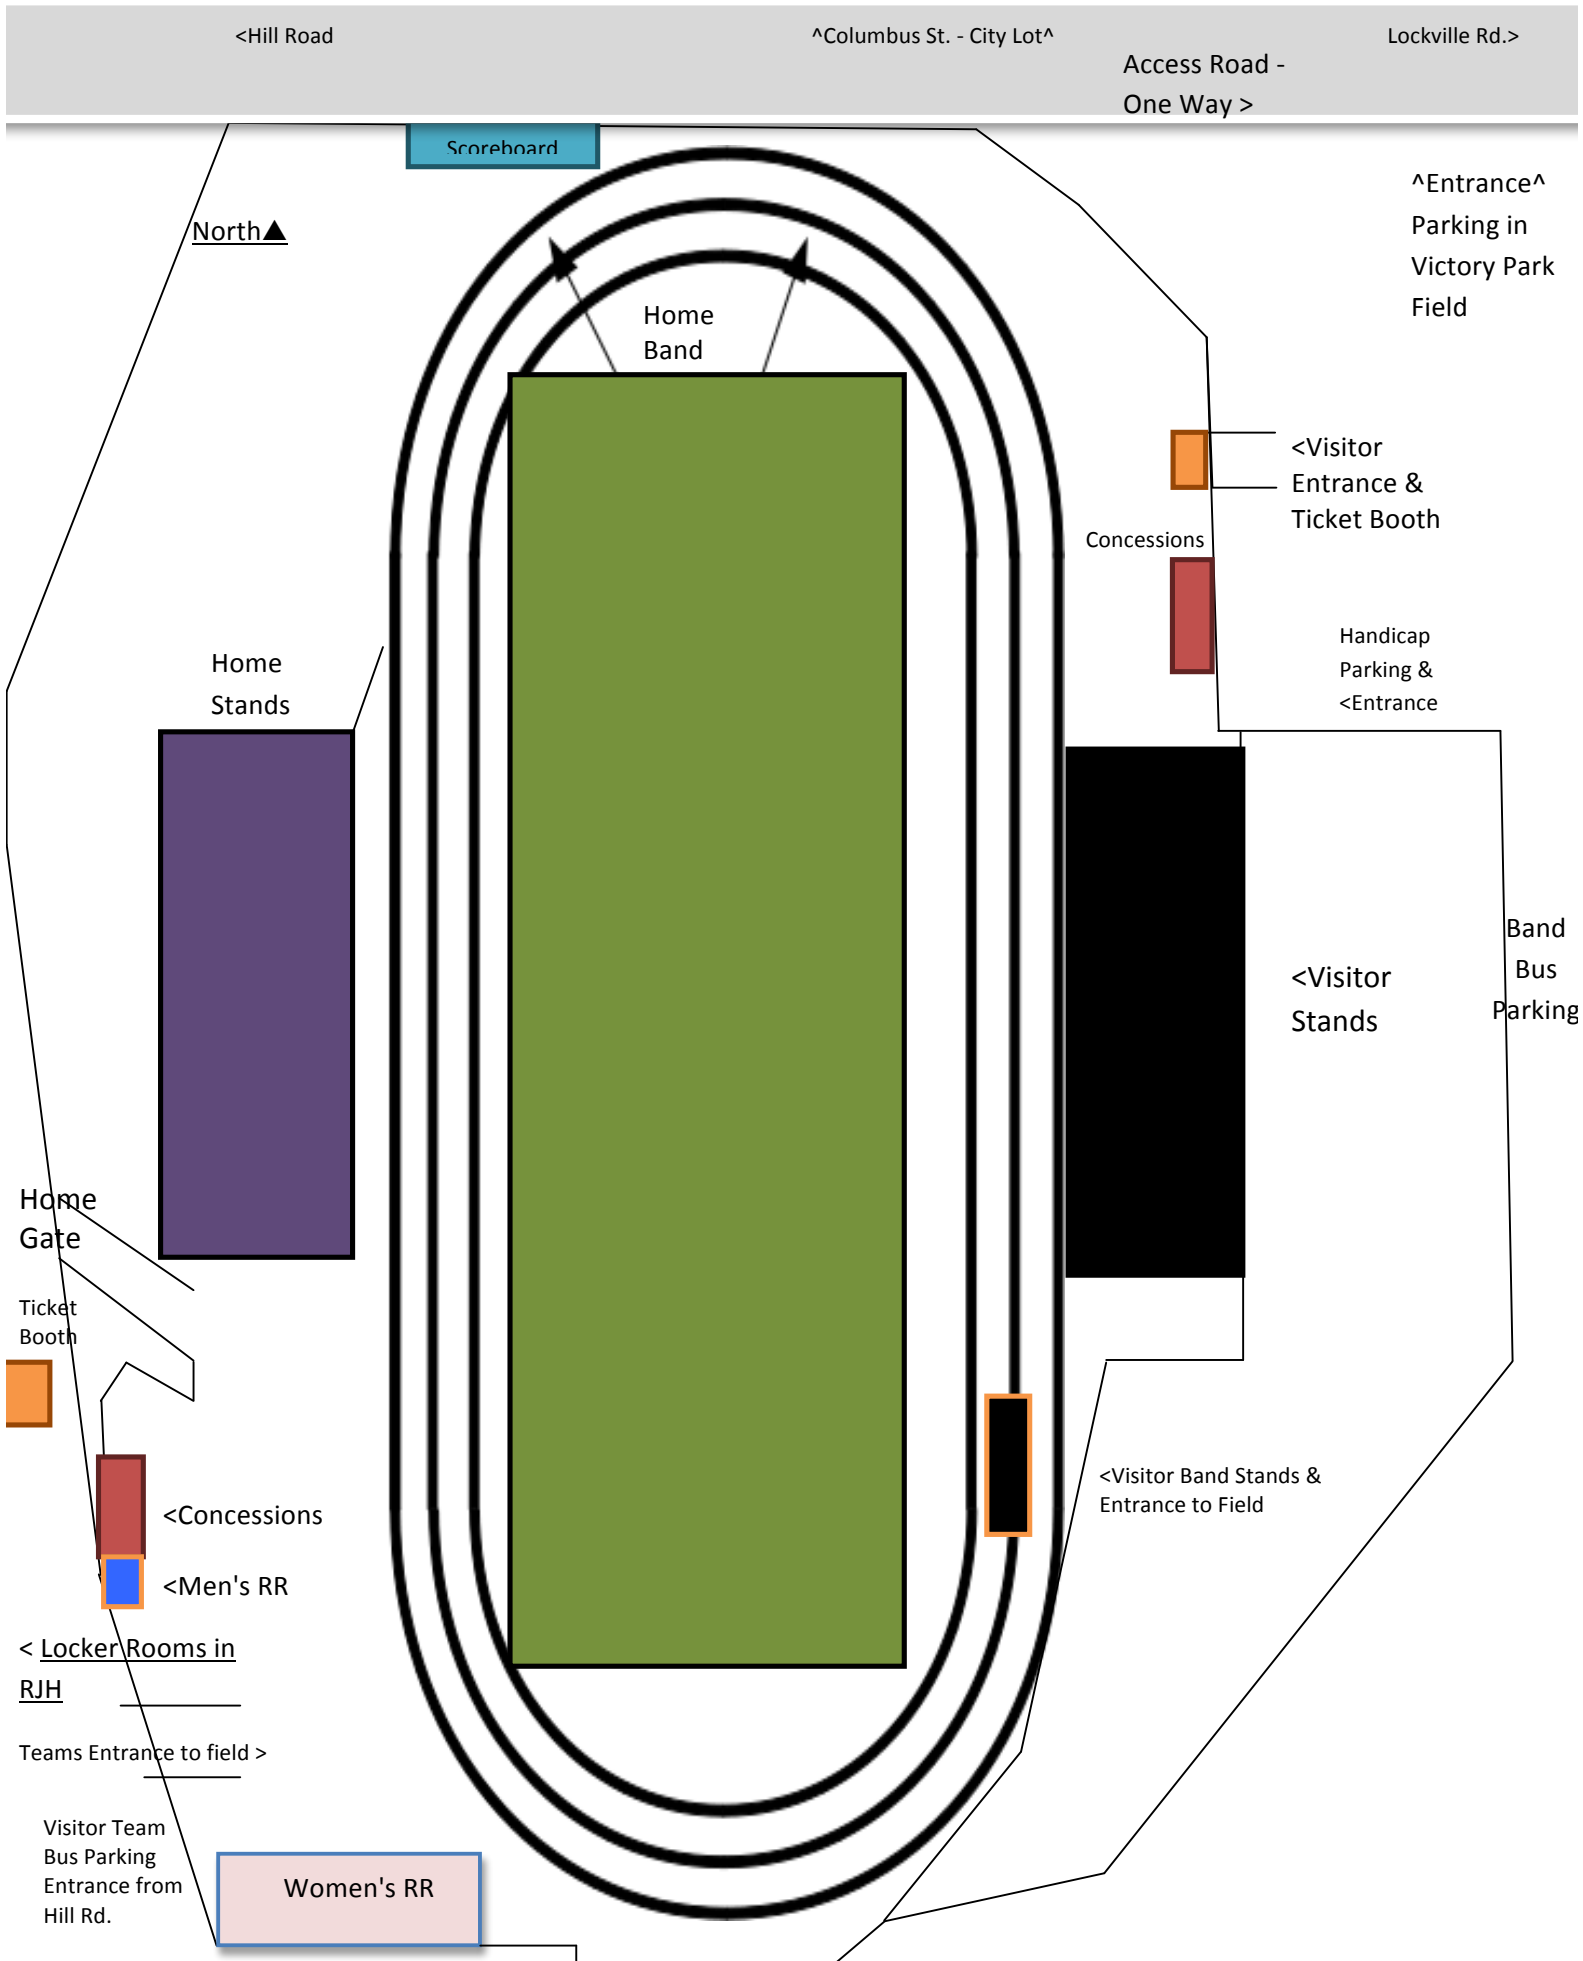 <Hill Road
^Columbus St. - City Lot^
Lockville Rd.>
Access Road -
One Way >
Scoreboard
^Entrance^
Parking in
Victory Park
Field
North▲
Home
Band
<Visitor
Entrance &
Ticket Booth
Concessions
Handicap
Parking &
<Entrance
Home
Stands
Band
Bus
Parking
<Visitor
Stands
Home
Gate
Ticket
Booth
<Visitor Band Stands &
Entrance to Field
<Concessions
<Men's RR
< Locker Rooms in
RJH
Teams Entrance to field >
Visitor Team
Bus Parking
Entrance from
Hill Rd.
Women's RR